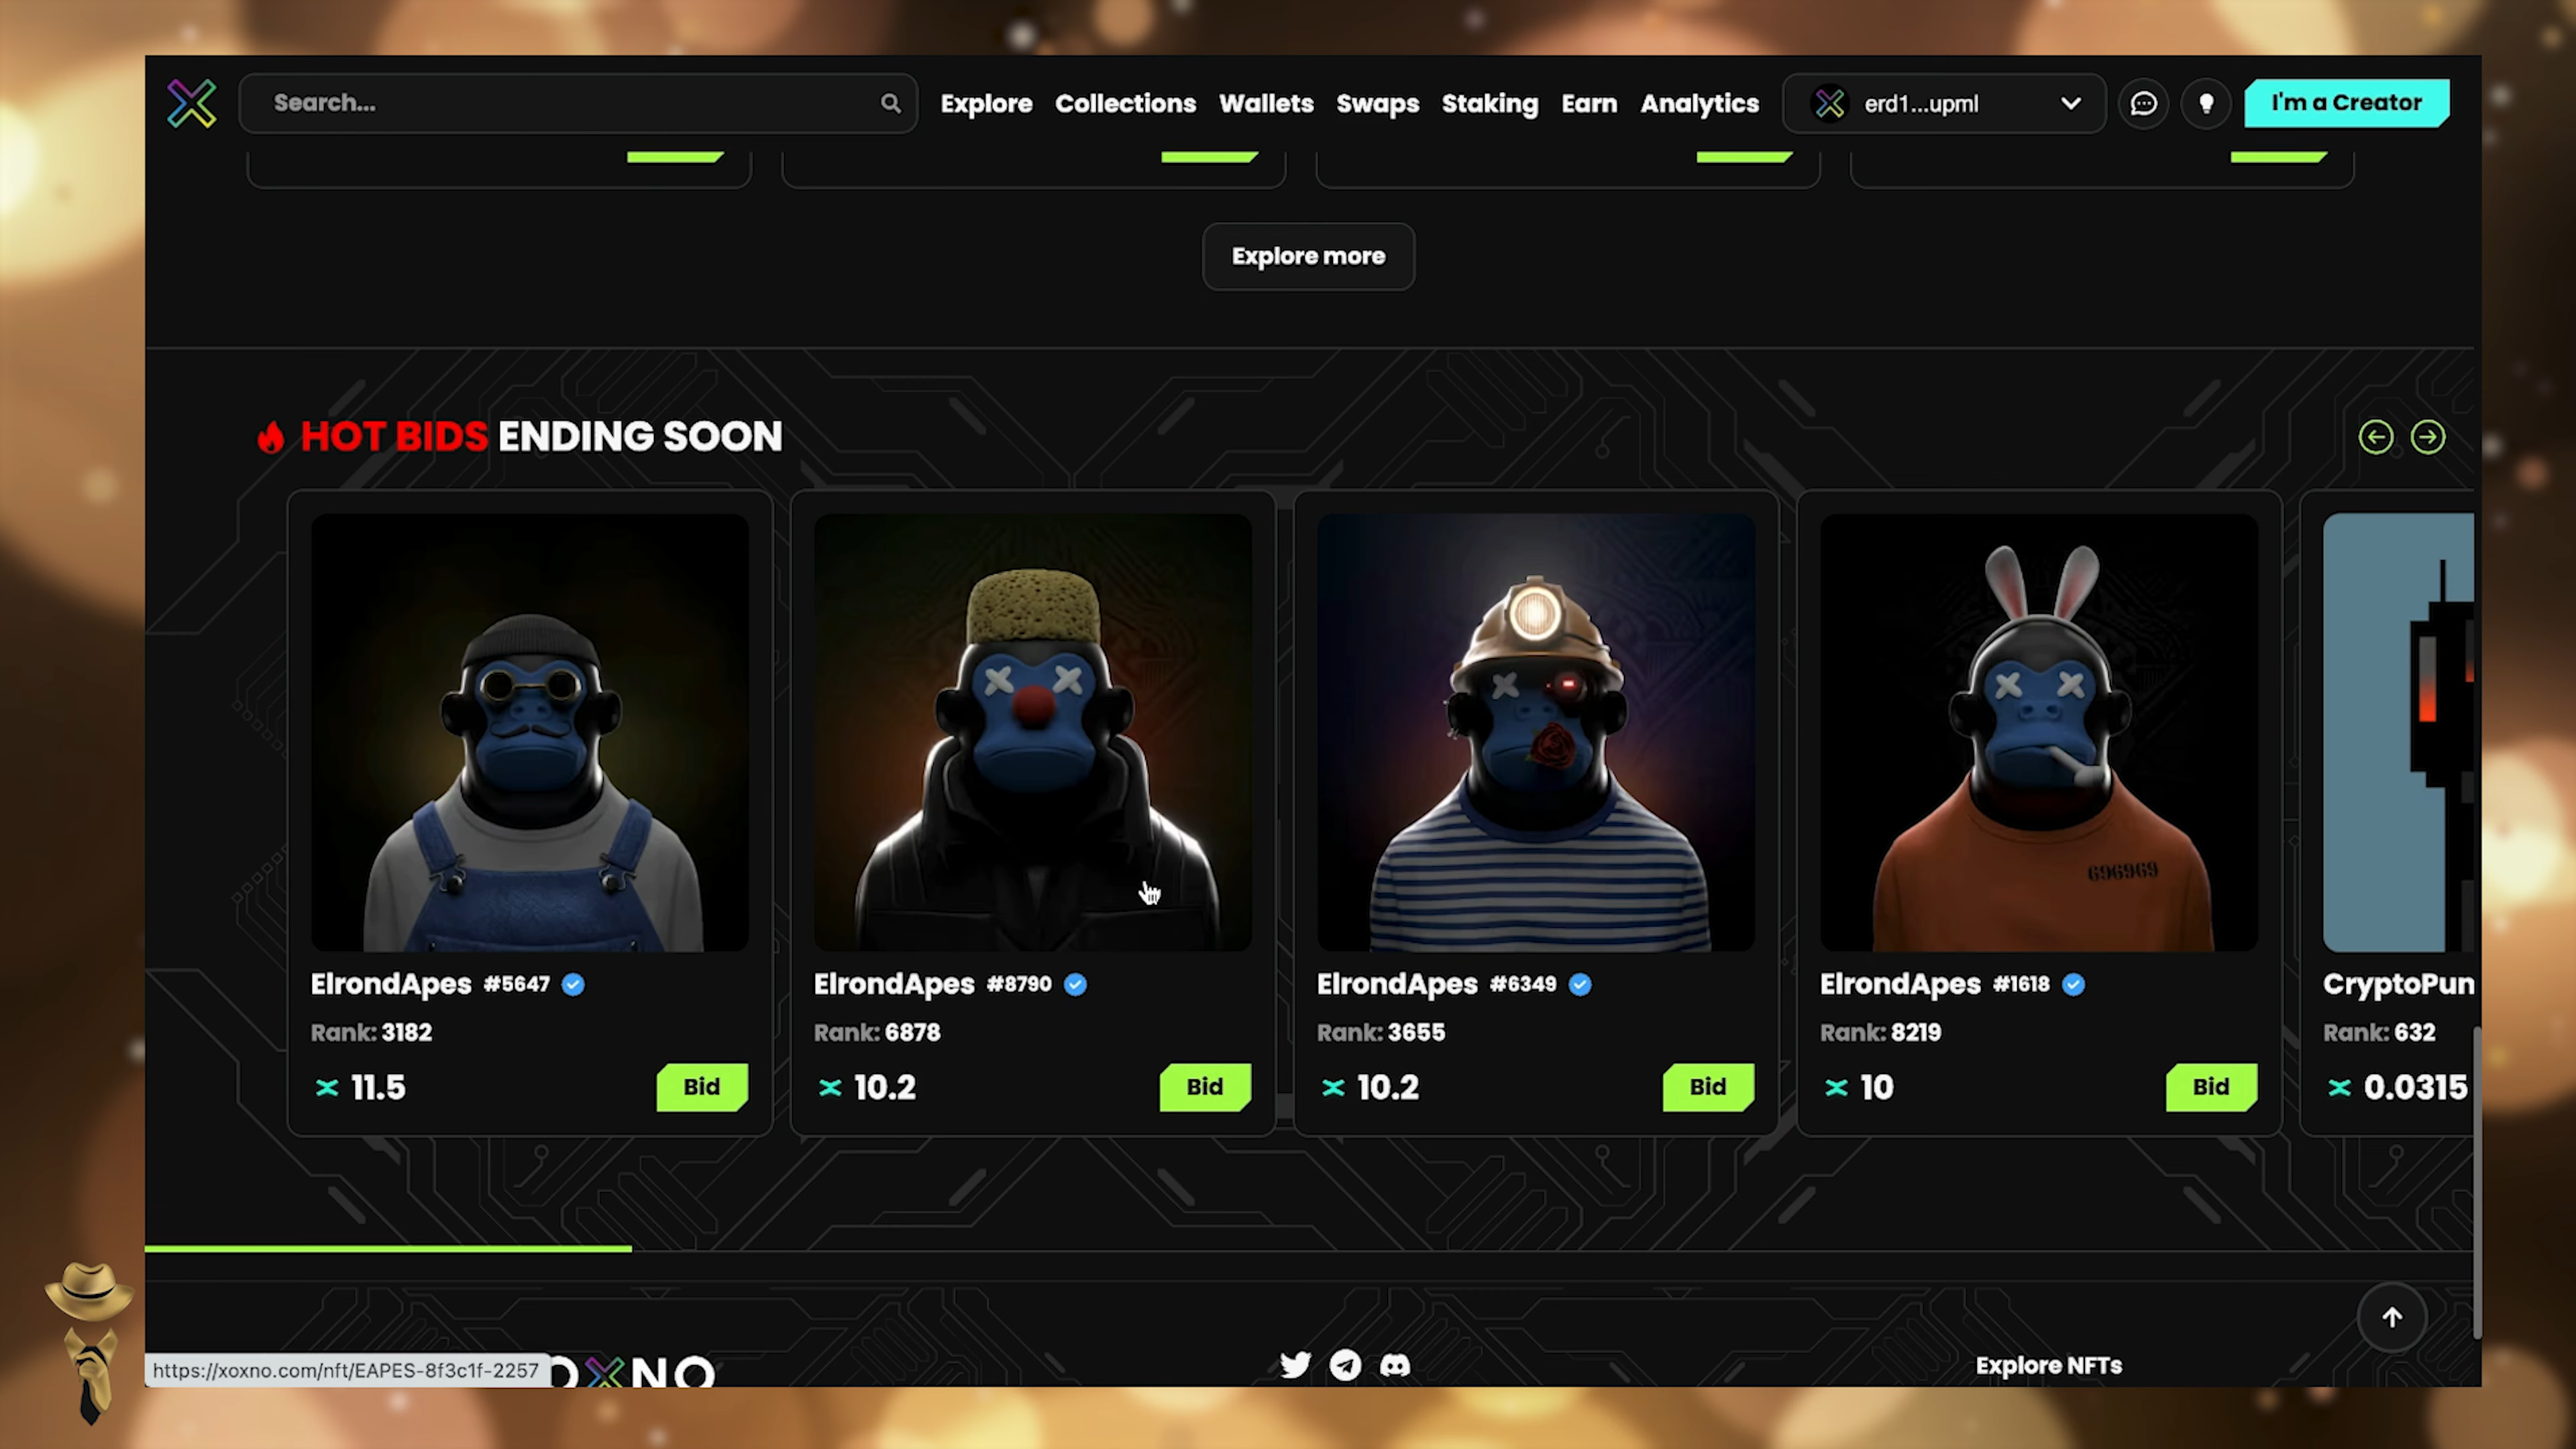 Search...
Explore Collections Wallets Swaps Staking Earn Analytics
erd1...upml
I'm a Creator
Explore more
HOT BIDS ENDING SOON
696969
ElrondApes #5647
Rank: 3182
11.5
Bid
ElrondApes #8790
Rank: 6878
10.2
Bid
ElrondApes #6349
Rank: 3655
10.2
Bid
ElrondApes #1618
Rank: 8219
10
Bid
CryptoPun
Rank: 632
0.0315
https://xoxno.com/nft/EAPES-8f3c1f-2257
OXNO
Explore NFTs